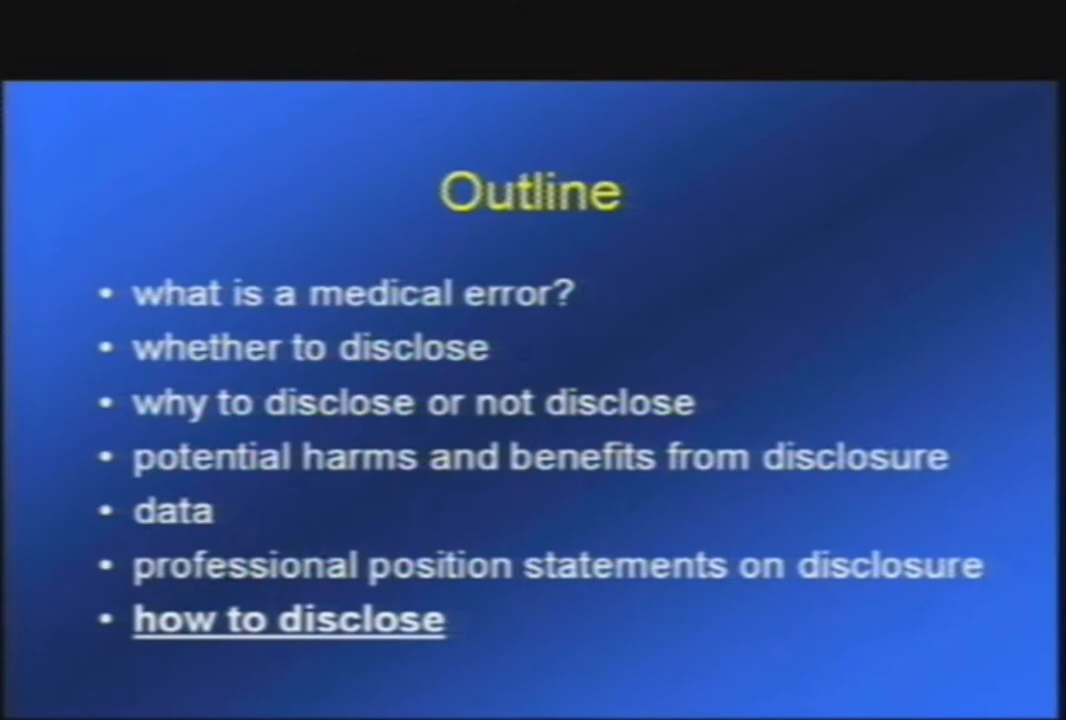 Outline
• what is a medical error?
• whether to disclose
• why to disclose or not disclose
• potential harms and benefits from disclosure
• data
• professional position statements on disclosure
• how to disclose